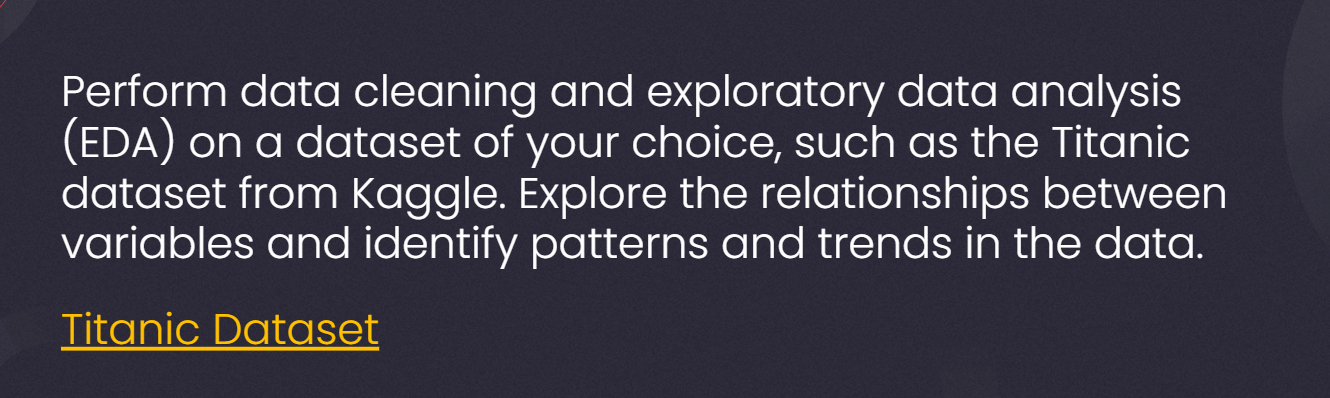 Perform data cleaning and exploratory data analysis
(EDA) on a dataset of your choice, such as the Titanic
dataset from Kaggle. Explore the relationships between
variables and identify patterns and trends in the data.
Titanic Dataset